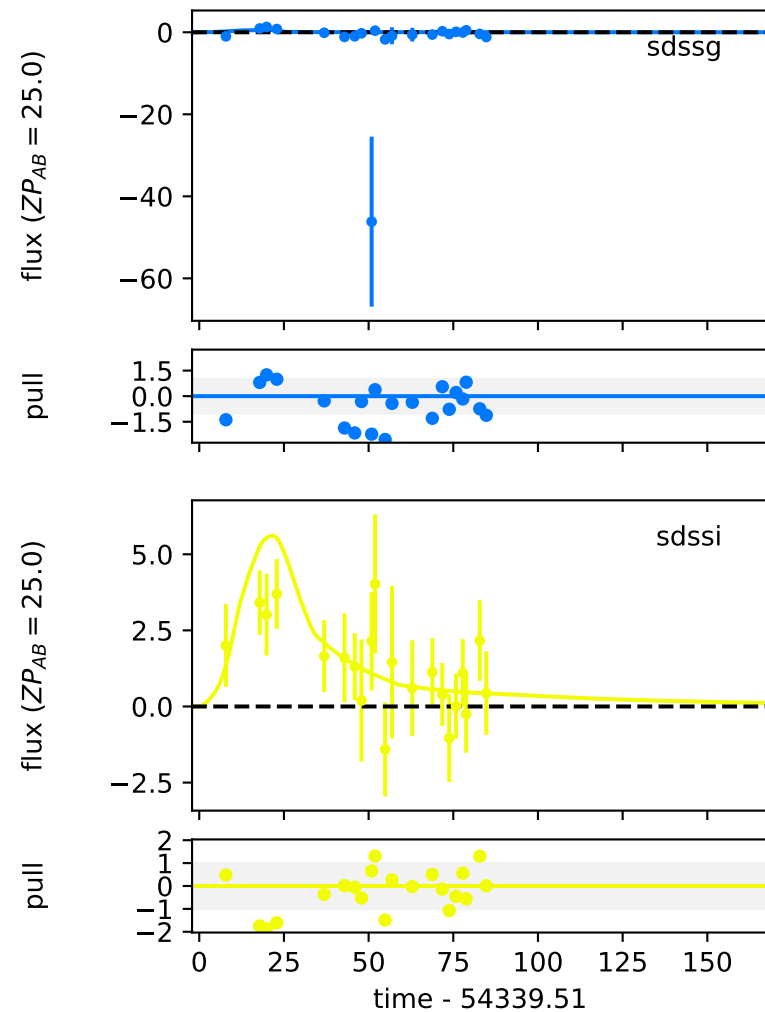 0
−20
−40
−60
flux (ZP_AB = 25.0)
sdssg
1.5
0.0
−1.5
pull
5.0
2.5
0.0
−2.5
flux (ZP_AB = 25.0)
sdssi
2
1
0
−1
−2
pull
0 25 50 75 100 125 150
time - 54339.51